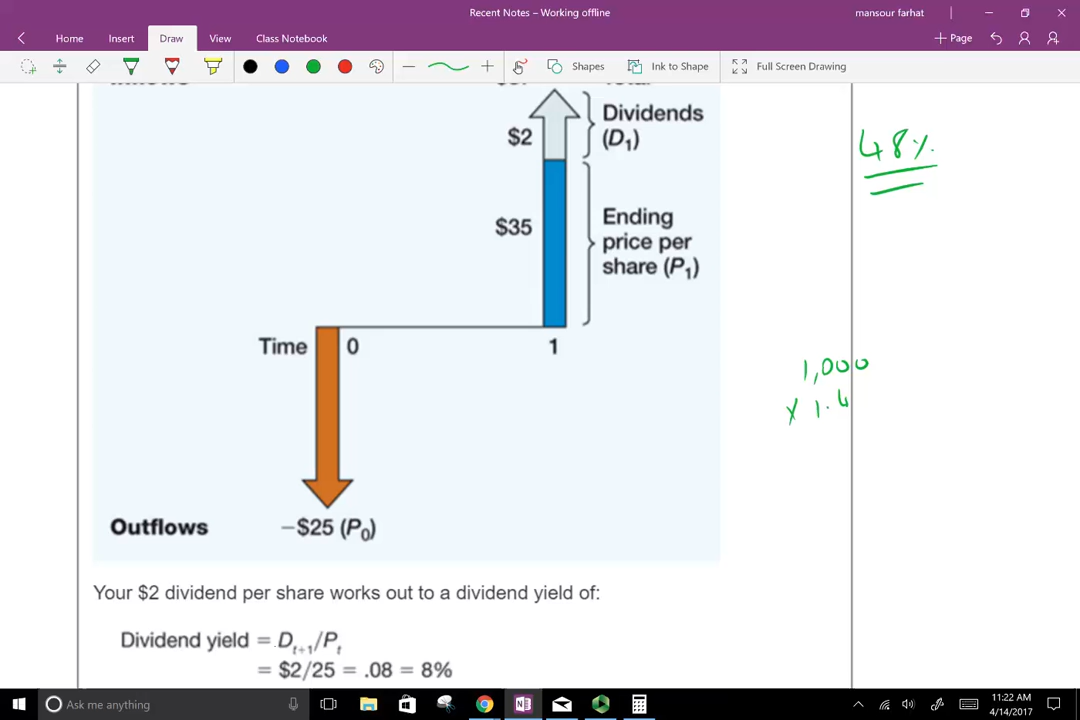 Recent Notes – Working offline
mansour farhat
Home
Insert
Draw
View
Class Notebook
Page
Shapes
Ink to Shape
Full Screen Drawing
$2
Dividends
(D1)
48%
$35
Ending
price per
share (P1)
Time
0
1
1,000
x 1.4
Outflows
–$25 (P0)
Your $2 dividend per share works out to a dividend yield of:
Dividend yield = Dt+1/Pt
= $2/25 = .08 = 8%
Ask me anything
11:22 AM
4/14/2017